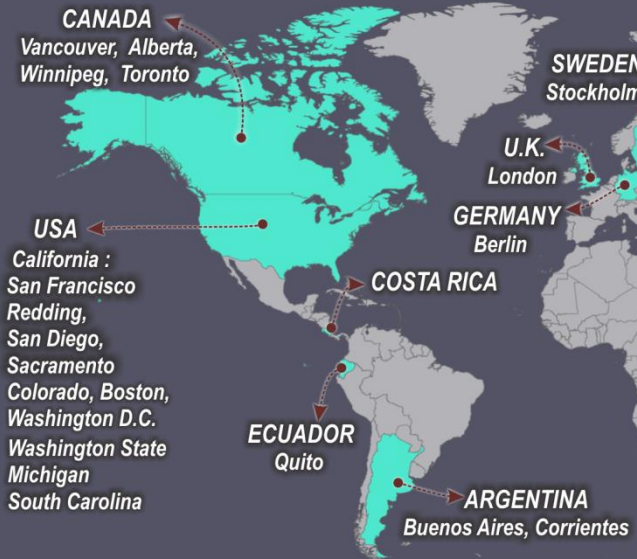 CANADA
Vancouver, Alberta,
Winnipeg, Toronto
SWEDEN
Stockholm
U.K.
London
GERMANY
Berlin
USA
California :
San Francisco
Redding,
San Diego,
Sacramento
Colorado, Boston,
Washington D.C.
Washington State
Michigan
South Carolina
COSTA RICA
ECUADOR
Quito
ARGENTINA
Buenos Aires, Corrientes